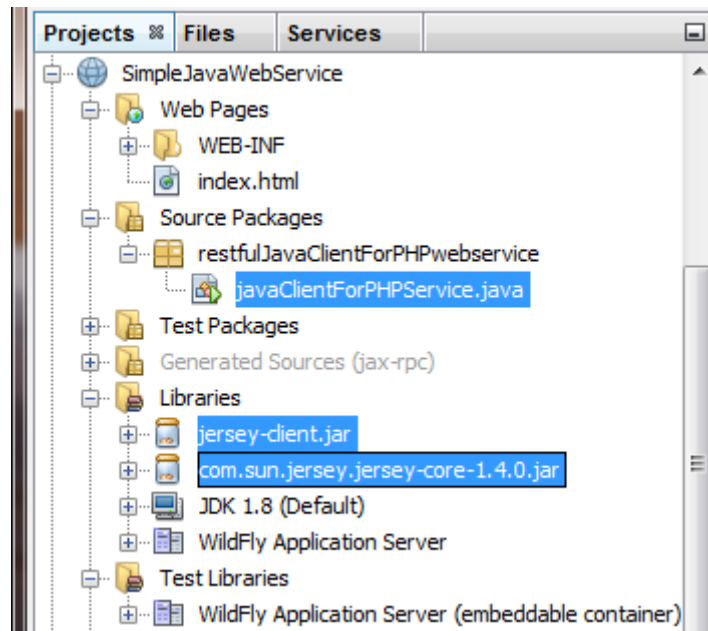 Projects Files Services
SimpleJavaWebService
Web Pages
WEB-INF
index.html
Source Packages
restfulJavaClientForPHPwebservice
javaClientForPHPService.java
Test Packages
Generated Sources (jax-rpc)
Libraries
jersey-client.jar
com.sun.jersey.jersey-core-1.4.0.jar
JDK 1.8 (Default)
WildFly Application Server
Test Libraries
WildFly Application Server (embeddable container)